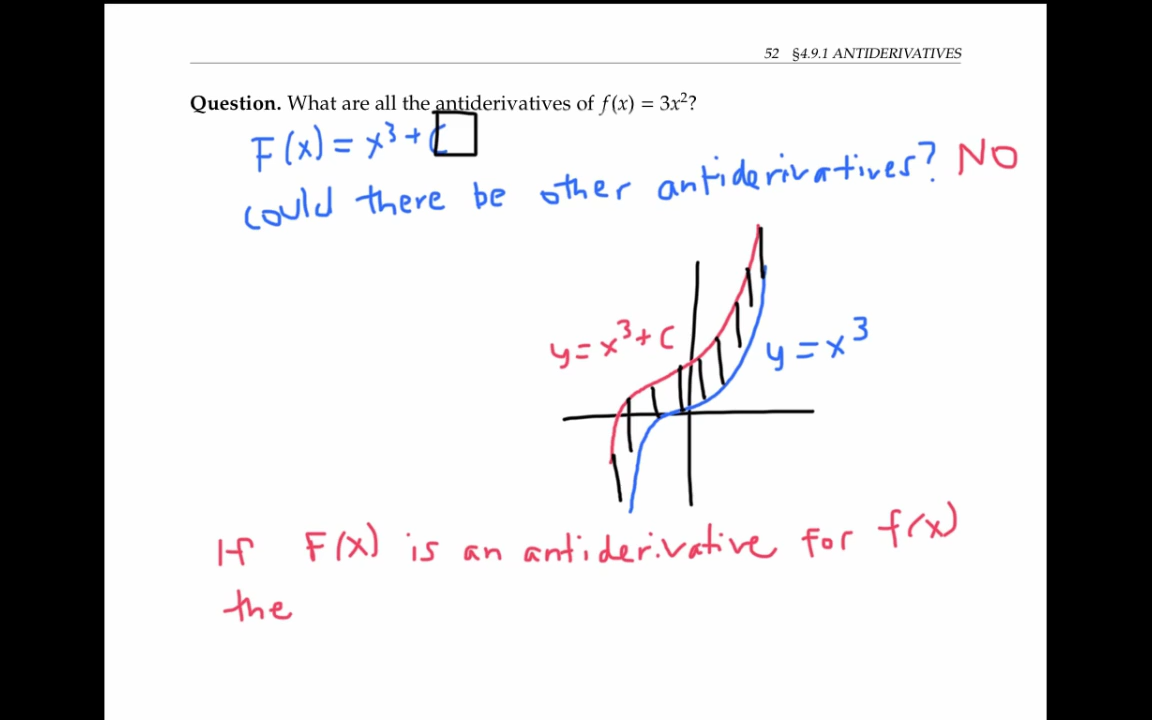 52 §4.9.1 ANTIDERIVATIVES
Question. What are all the antiderivatives of f(x) = 3x²?
F(x) = x³ + C
could there be other antiderivatives? NO
y = x³ + C
y = x³
If F(x) is an antiderivative for f(x)
the